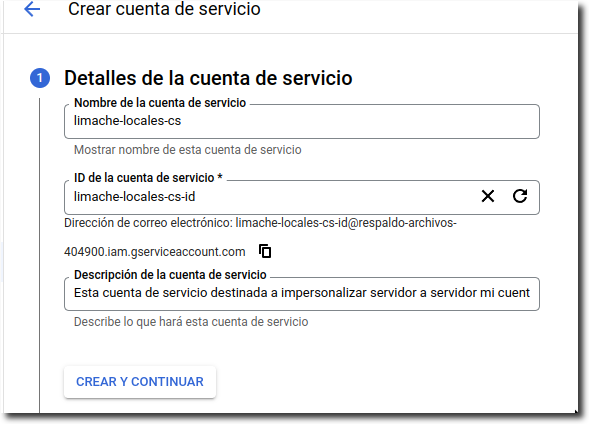 Crear cuenta de servicio
1 Detalles de la cuenta de servicio
Nombre de la cuenta de servicio
limache-locales-cs
Mostrar nombre de esta cuenta de servicio
ID de la cuenta de servicio *
limache-locales-cs-id
Dirección de correo electrónico: limache-locales-cs-id@respaldo-archivos-
404900.iam.gserviceaccount.com
Descripción de la cuenta de servicio
Esta cuenta de servicio destinada a impersonalizar servidor a servidor mi cuent
Describe lo que hará esta cuenta de servicio
CREAR Y CONTINUAR